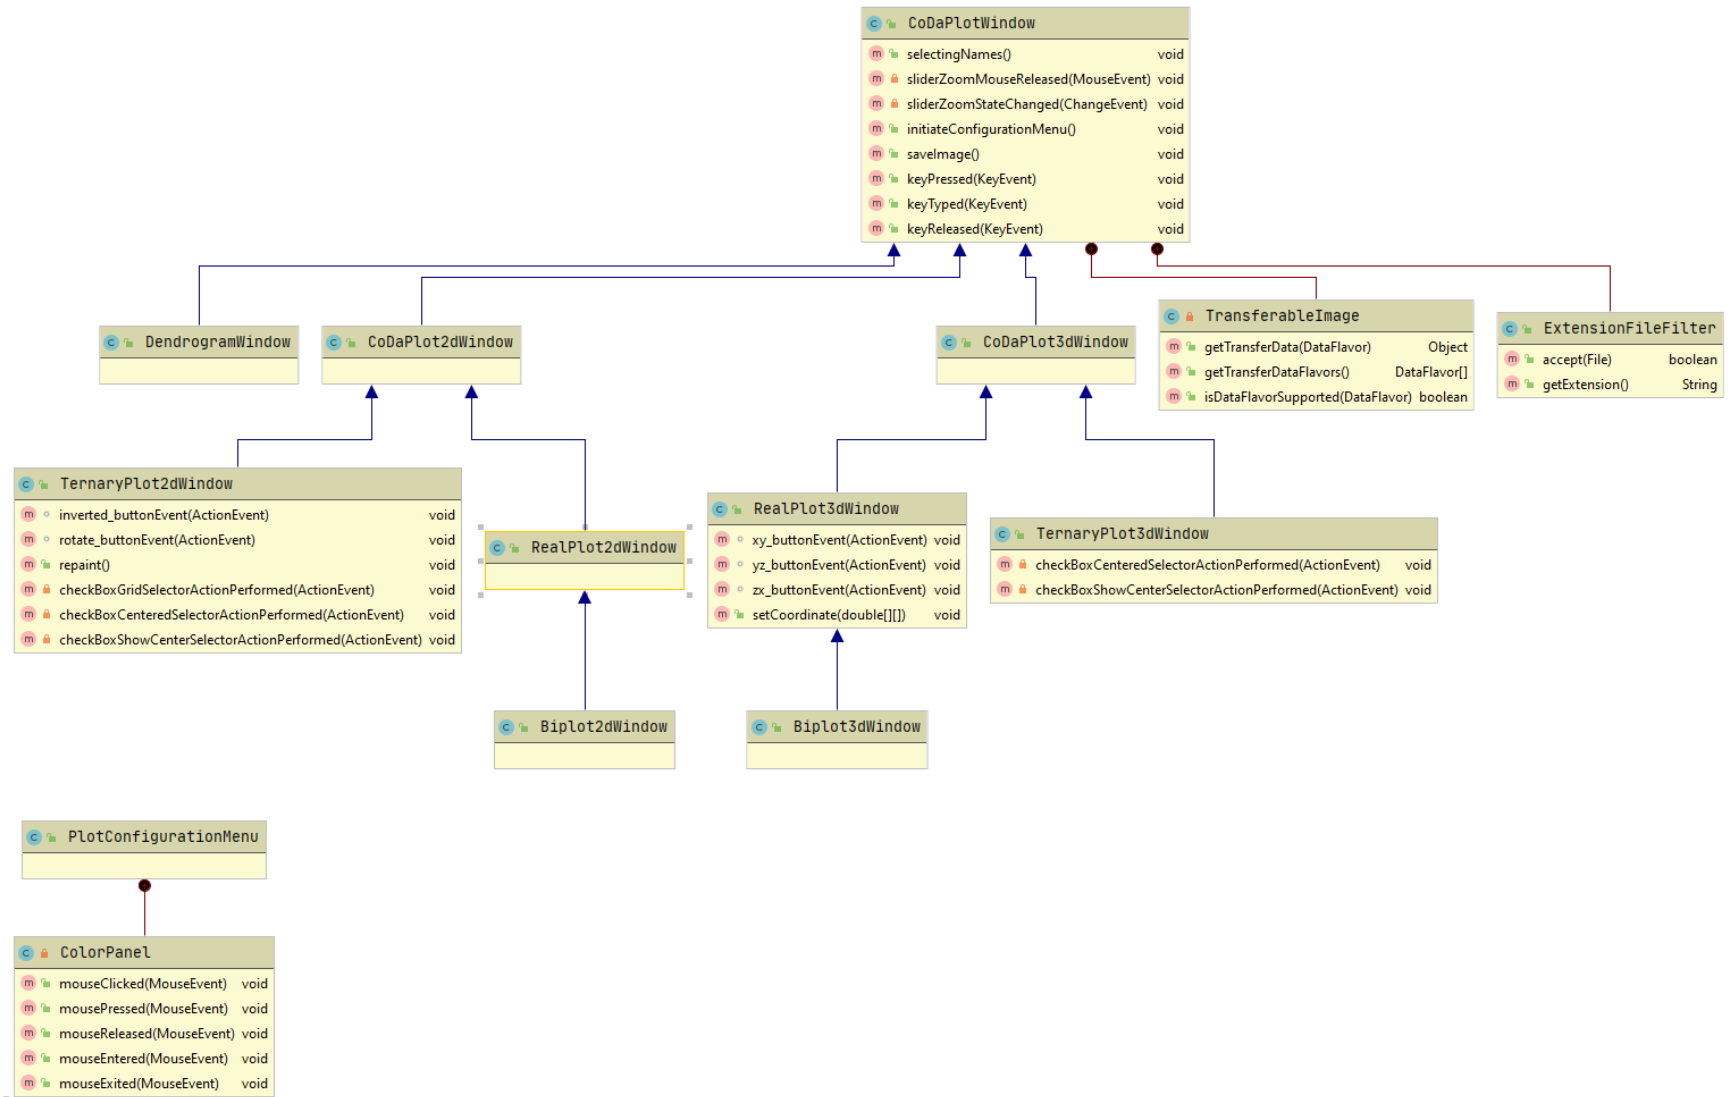 CoDaPlotWindow
selectingNames() void
sliderZoomMouseReleased(MouseEvent) void
sliderZoomStateChanged(ChangeEvent) void
initiateConfigurationMenu() void
saveImage() void
keyPressed(KeyEvent) void
keyTyped(KeyEvent) void
keyReleased(KeyEvent) void
DendrogramWindow
CoDaPlot2dWindow
CoDaPlot3dWindow
TransferableImage
getTransferData(DataFlavor) Object
getTransferDataFlavors() DataFlavor[]
isDataFlavorSupported(DataFlavor) boolean
ExtensionFileFilter
accept(File) boolean
getExtension() String
TernaryPlot2dWindow
inverted_buttonEvent(ActionEvent) void
rotate_buttonEvent(ActionEvent) void
repaint() void
checkBoxGridSelectorActionPerformed(ActionEvent) void
checkBoxCenteredSelectorActionPerformed(ActionEvent) void
checkBoxShowCenterSelectorActionPerformed(ActionEvent) void
RealPlot2dWindow
RealPlot3dWindow
xy_buttonEvent(ActionEvent) void
yz_buttonEvent(ActionEvent) void
zx_buttonEvent(ActionEvent) void
setCoordinate(double[][]) void
TernaryPlot3dWindow
checkBoxCenteredSelectorActionPerformed(ActionEvent) void
checkBoxShowCenterSelectorActionPerformed(ActionEvent) void
Biplot2dWindow
Biplot3dWindow
PlotConfigurationMenu
ColorPanel
mouseClicked(MouseEvent) void
mousePressed(MouseEvent) void
mouseReleased(MouseEvent) void
mouseEntered(MouseEvent) void
mouseExited(MouseEvent) void